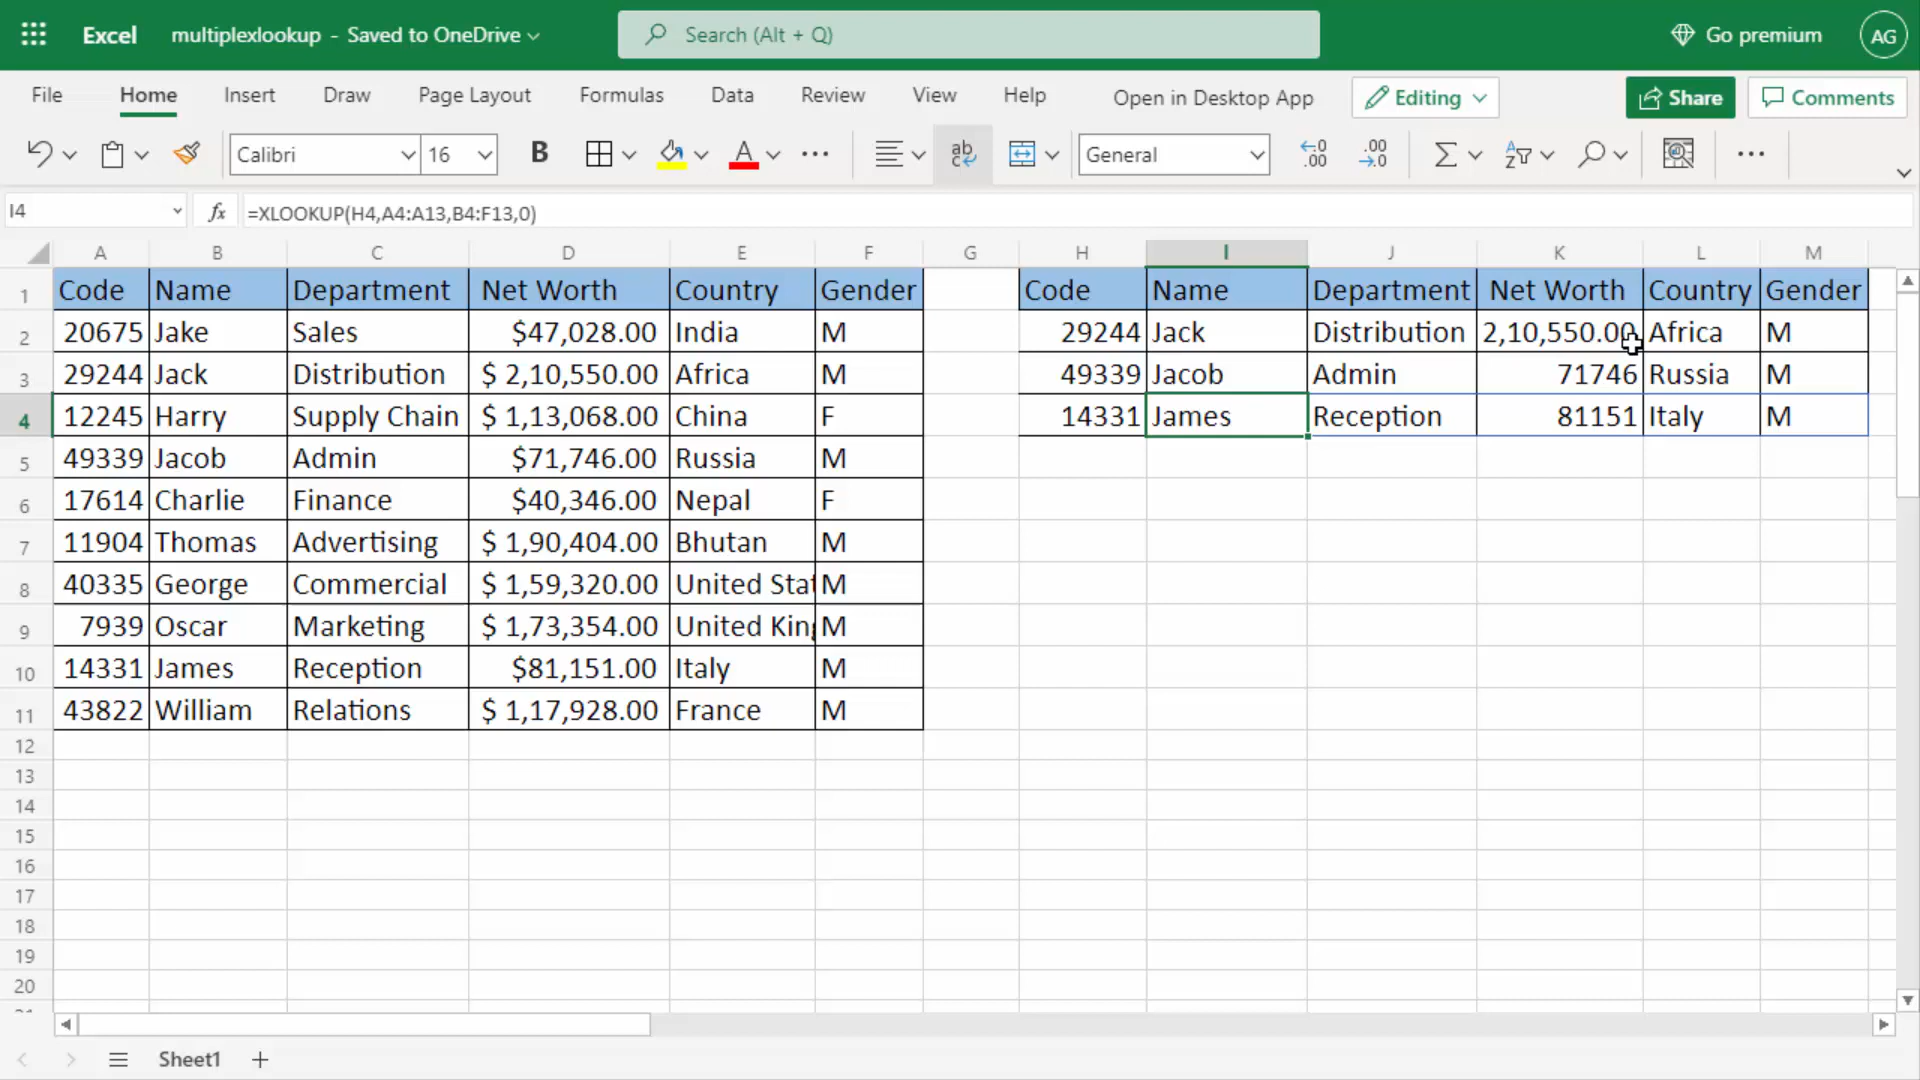 Excel multiplexlookup - Saved to OneDrive Search (Alt + Q) Go premium AG
File Home Insert Draw Page Layout Formulas Data Review View Help Open in Desktop App Editing Share Comments
Calibri 16 B A General
I4 fx =XLOOKUP(H4,A4:A13,B4:F13,0)
A B C D E F G H I J K L M
1 Code Name Department Net Worth Country Gender Code Name Department Net Worth Country Gender
2 20675 Jake Sales $47,028.00 India M 29244 Jack Distribution 2,10,550.00 Africa M
3 29244 Jack Distribution $ 2,10,550.00 Africa M 49339 Jacob Admin 71746 Russia M
4 12245 Harry Supply Chain $ 1,13,068.00 China F 14331 James Reception 81151 Italy M
5 49339 Jacob Admin $71,746.00 Russia M
6 17614 Charlie Finance $40,346.00 Nepal F
7 11904 Thomas Advertising $ 1,90,404.00 Bhutan M
8 40335 George Commercial $ 1,59,320.00 United Stat M
9 7939 Oscar Marketing $ 1,73,354.00 United King M
10 14331 James Reception $81,151.00 Italy M
11 43822 William Relations $ 1,17,928.00 France M
12
13
14
15
16
17
18
19
20
Sheet1